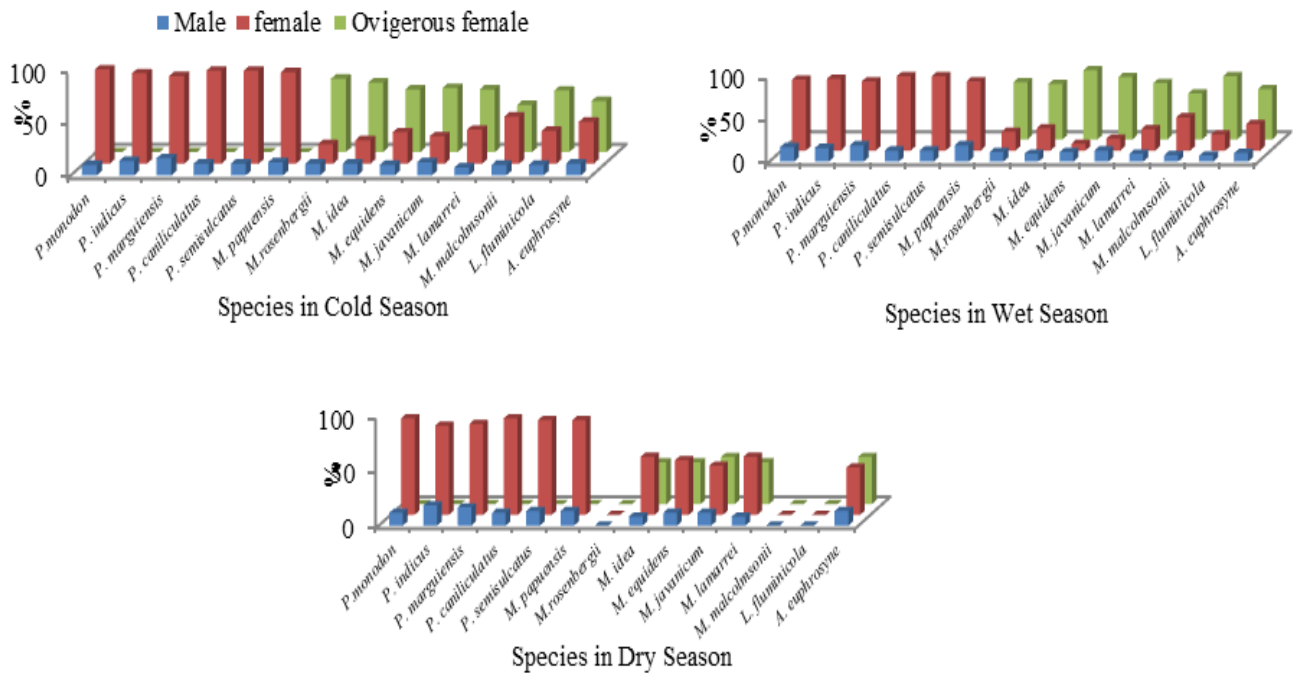 Male female Ovigerous female
100
50
0
%
P.monodon
P. indicus
P. marguiensis
P. caniliculatus
P. semisulcatus
M. papuensis
M.rosenbergii
M. idea
M. equidens
M. javanicum
M. lamarrei
M. malcolmsonii
L. fluminicola
A. euphrosyne
Species in Cold Season
100
50
0
%
P.monodon
P. indicus
P. marguiensis
P. caniliculatus
P. semisulcatus
M. papuensis
M.rosenbergii
M. idea
M. equidens
M. javanicum
M. lamarrei
M. malcolmsonii
L. fluminicola
A. euphrosyne
Species in Wet Season
100
50
0
%
P.monodon
P. indicus
P. marguiensis
P. caniliculatus
P. semisulcatus
M. papuensis
M.rosenbergii
M. idea
M. equidens
M. javanicum
M. lamarrei
M. malcolmsonii
L. fluminicola
A. euphrosyne
Species in Dry Season